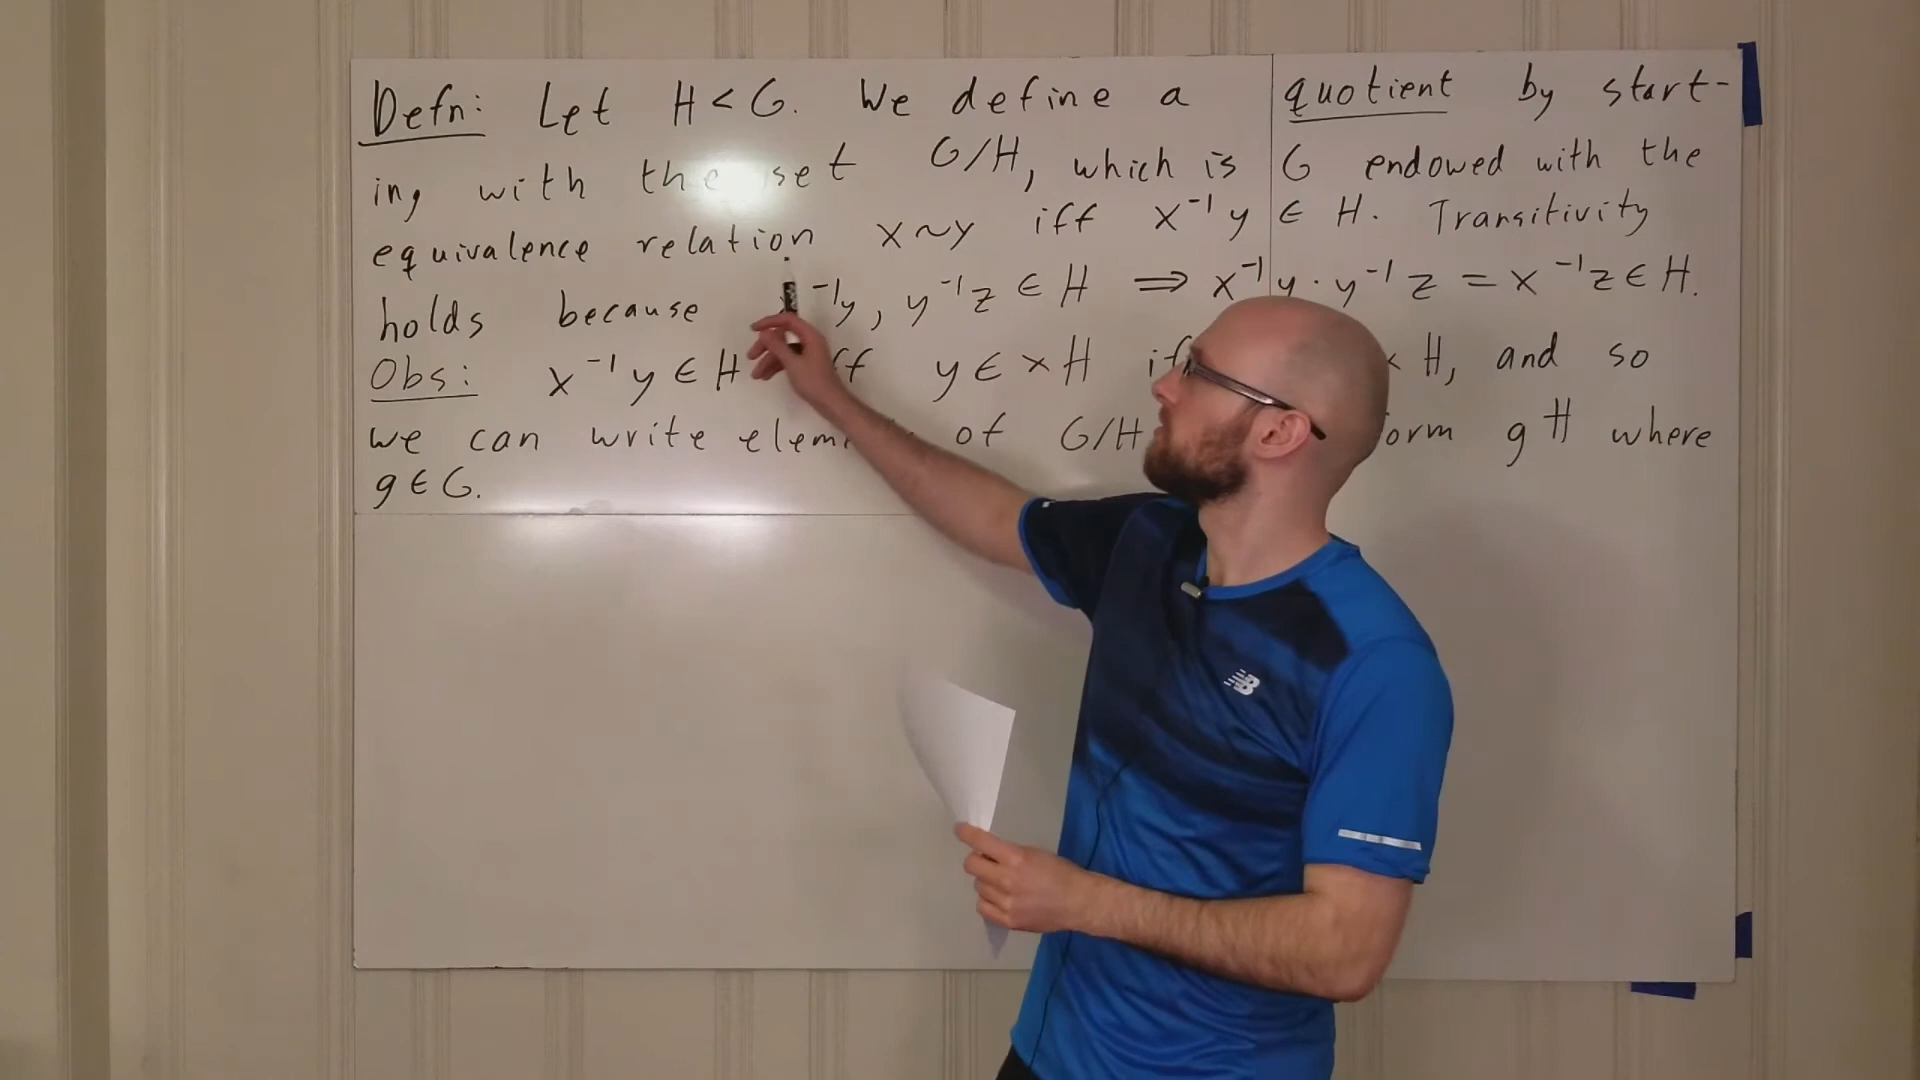 Defn: Let H < G. We define a quotient by start-
ing with the set G/H, which is G endowed with the
equivalence relation x~y iff x⁻¹y ∈ H. Transitivity
holds because ⁻¹y, y⁻¹z ∈ H ⟹ x⁻¹y · y⁻¹z = x⁻¹z ∈ H.
Obs: x⁻¹y ∈ H y ∈ xH H, and so
we can write of G/H gH where
g ∈ G.